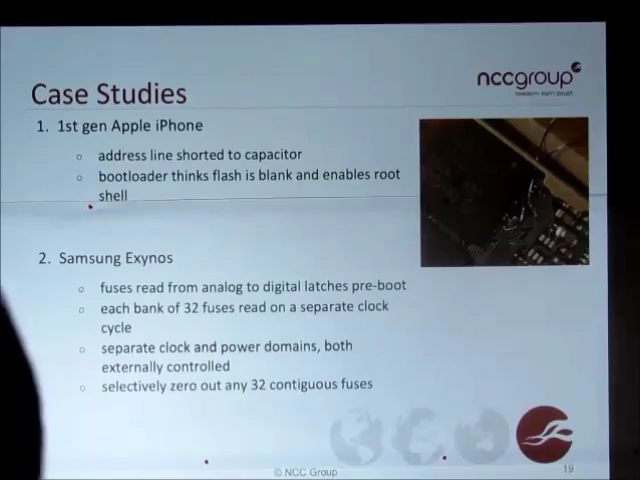 nccgroup
freedom from doubt
Case Studies
1. 1st gen Apple iPhone
○ address line shorted to capacitor
○ bootloader thinks flash is blank and enables root
shell
2. Samsung Exynos
○ fuses read from analog to digital latches pre-boot
○ each bank of 32 fuses read on a separate clock
cycle
○ separate clock and power domains, both
externally controlled
○ selectively zero out any 32 contiguous fuses
© NCC Group
19